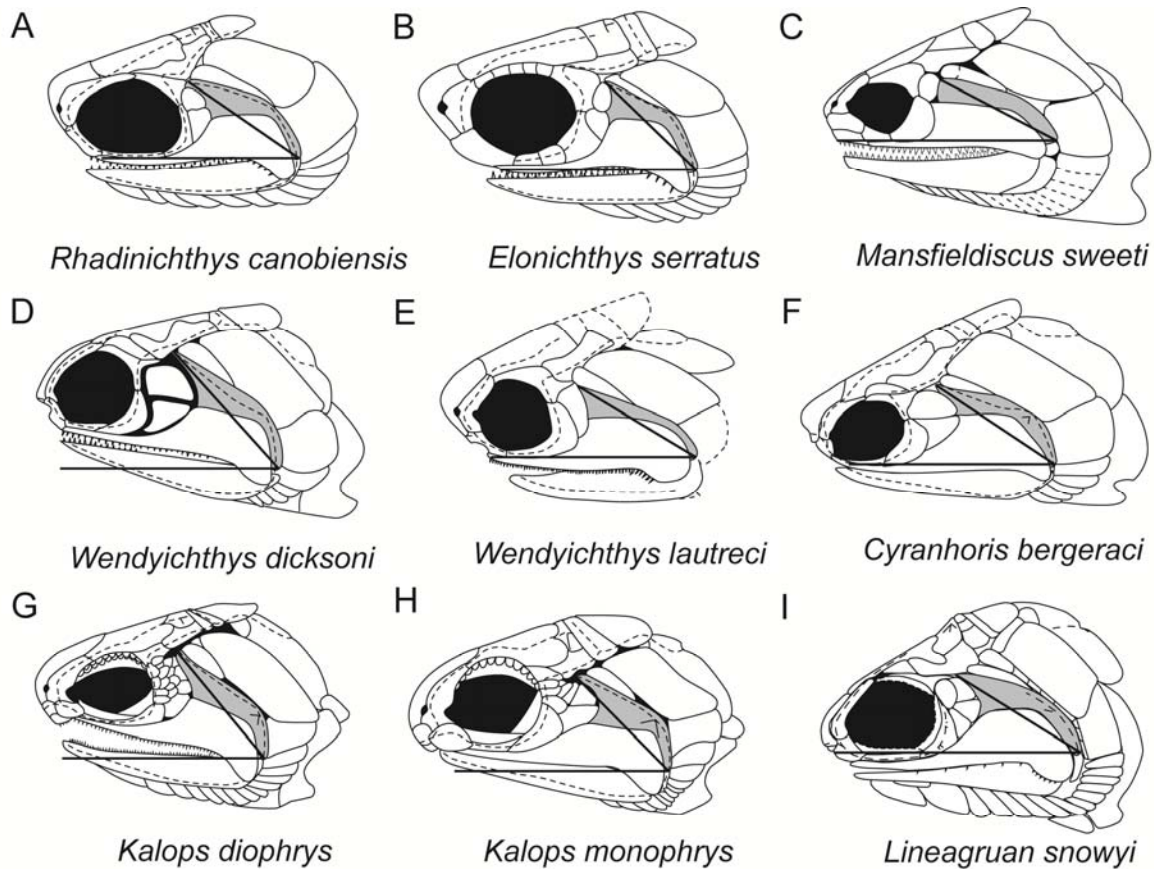 A B C
Rhadinichthys canobiensis Elonichthys serratus Mansfieldiscus sweeti
D E F
Wendyichthys dicksoni Wendyichthys lautreci Cyranhoris bergeraci
G H I
Kalops diophrys Kalops monophrys Lineagruan snowyi